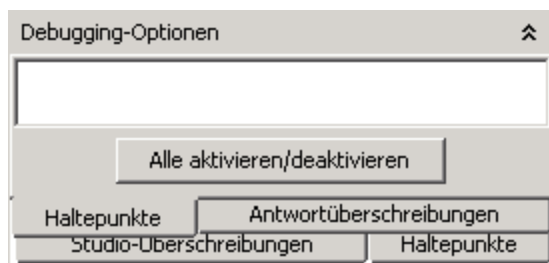 Debugging-Optionen
Alle aktivieren/deaktivieren
Haltepunkte Antwortüberschreibungen
Studio-Überschreibungen Haltepunkte